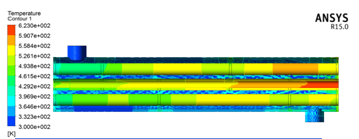 Temperature
Contour 1
6.230e+002
5.907e+002
5.584e+002
5.261e+002
4.938e+002
4.615e+002
4.292e+002
3.969e+002
3.646e+002
3.323e+002
3.000e+002
[K]
ANSYS
R15.0